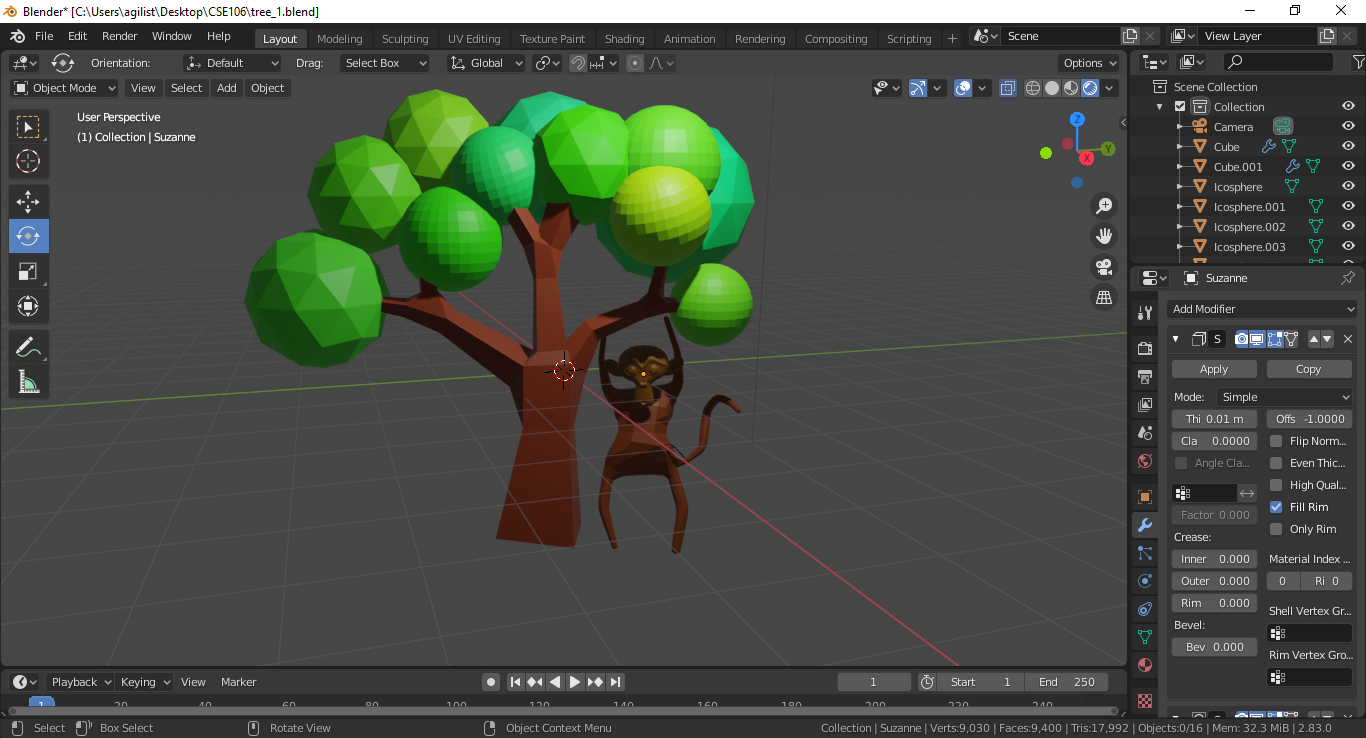 Blender* [C:\Users\agilist\Desktop\CSE106\tree_1.blend]
File Edit Render Window Help Layout Modeling Sculpting UV Editing Texture Paint Shading Animation Rendering Compositing Scripting + Scene View Layer
Orientation: Default Drag: Select Box Global Options
Object Mode View Select Add Object
User Perspective
(1) Collection | Suzanne
Z
Y
X
Scene Collection
Collection
Camera
Cube
Cube.001
Icosphere
Icosphere.001
Icosphere.002
Icosphere.003
Suzanne
Add Modifier
S
Apply Copy
Mode: Simple
Thi 0.01 m Offs -1.0000
Cla 0.0000 Flip Norm...
Angle Cla... Even Thic...
High Qual...
Factor 0.000 Fill Rim
Only Rim
Crease:
Inner 0.000 Material Index ...
Outer 0.000 0 Ri 0
Rim 0.000 Shell Vertex Gr...
Bevel:
Bev 0.000
Rim Vertex Gro...
Playback Keying View Marker 1 Start 1 End 250
1 20 40 60 80 100 120 140 160 180 200 220 240
Select Box Select Rotate View Object Context Menu Collection | Suzanne | Verts:9,030 | Faces:9,400 | Tris:17,992 | Objects:0/16 | Mem: 32.3 MiB | 2.83.0